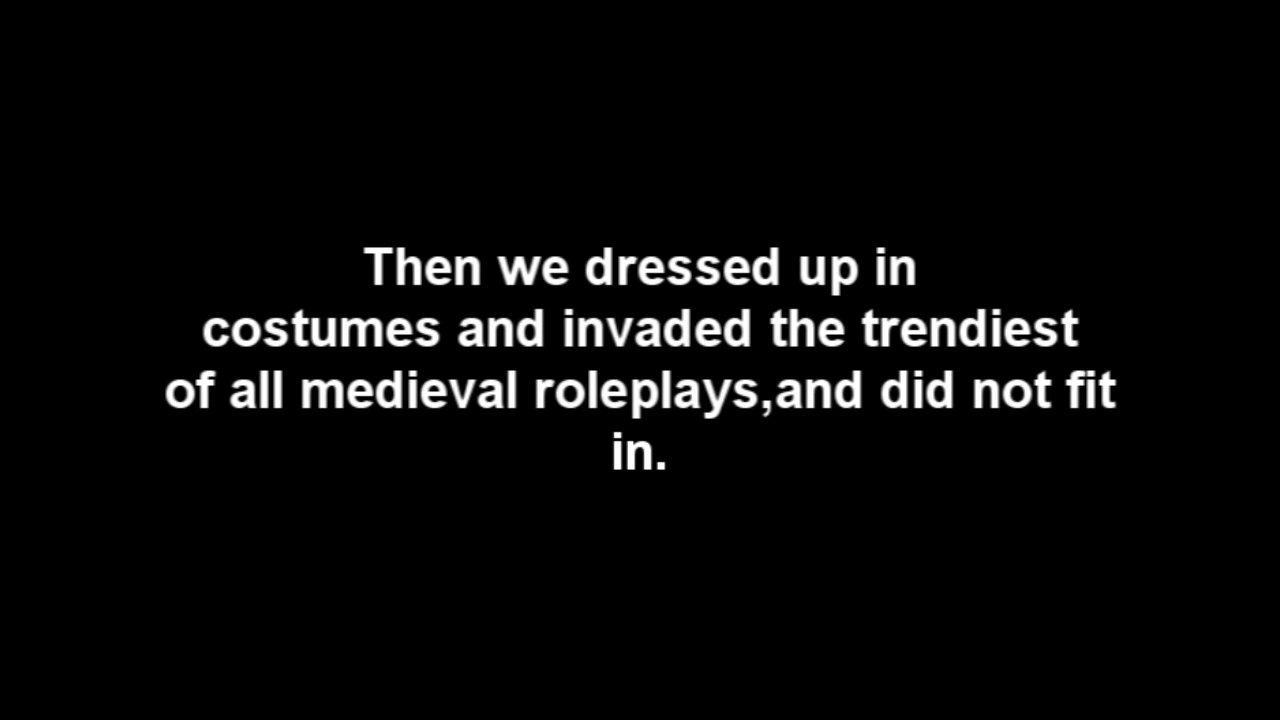 Then we dressed up in
costumes and invaded the trendiest
of all medieval roleplays,and did not fit
in.